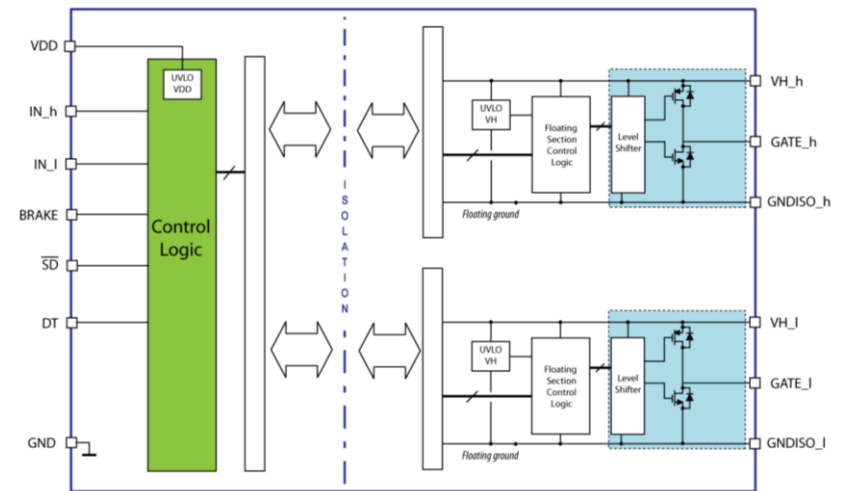 VDD
UVLO
VDD
IN_h
IN_l
BRAKE
SD
DT
GND
Control
Logic
ISOLATION
UVLO
VH
Floating
Section
Control
Logic
Level
Shifter
Floating ground
VH_h
GATE_h
GNDISO_h
UVLO
VH
Floating
Section
Control
Logic
Level
Shifter
Floating ground
VH_l
GATE_l
GNDISO_l